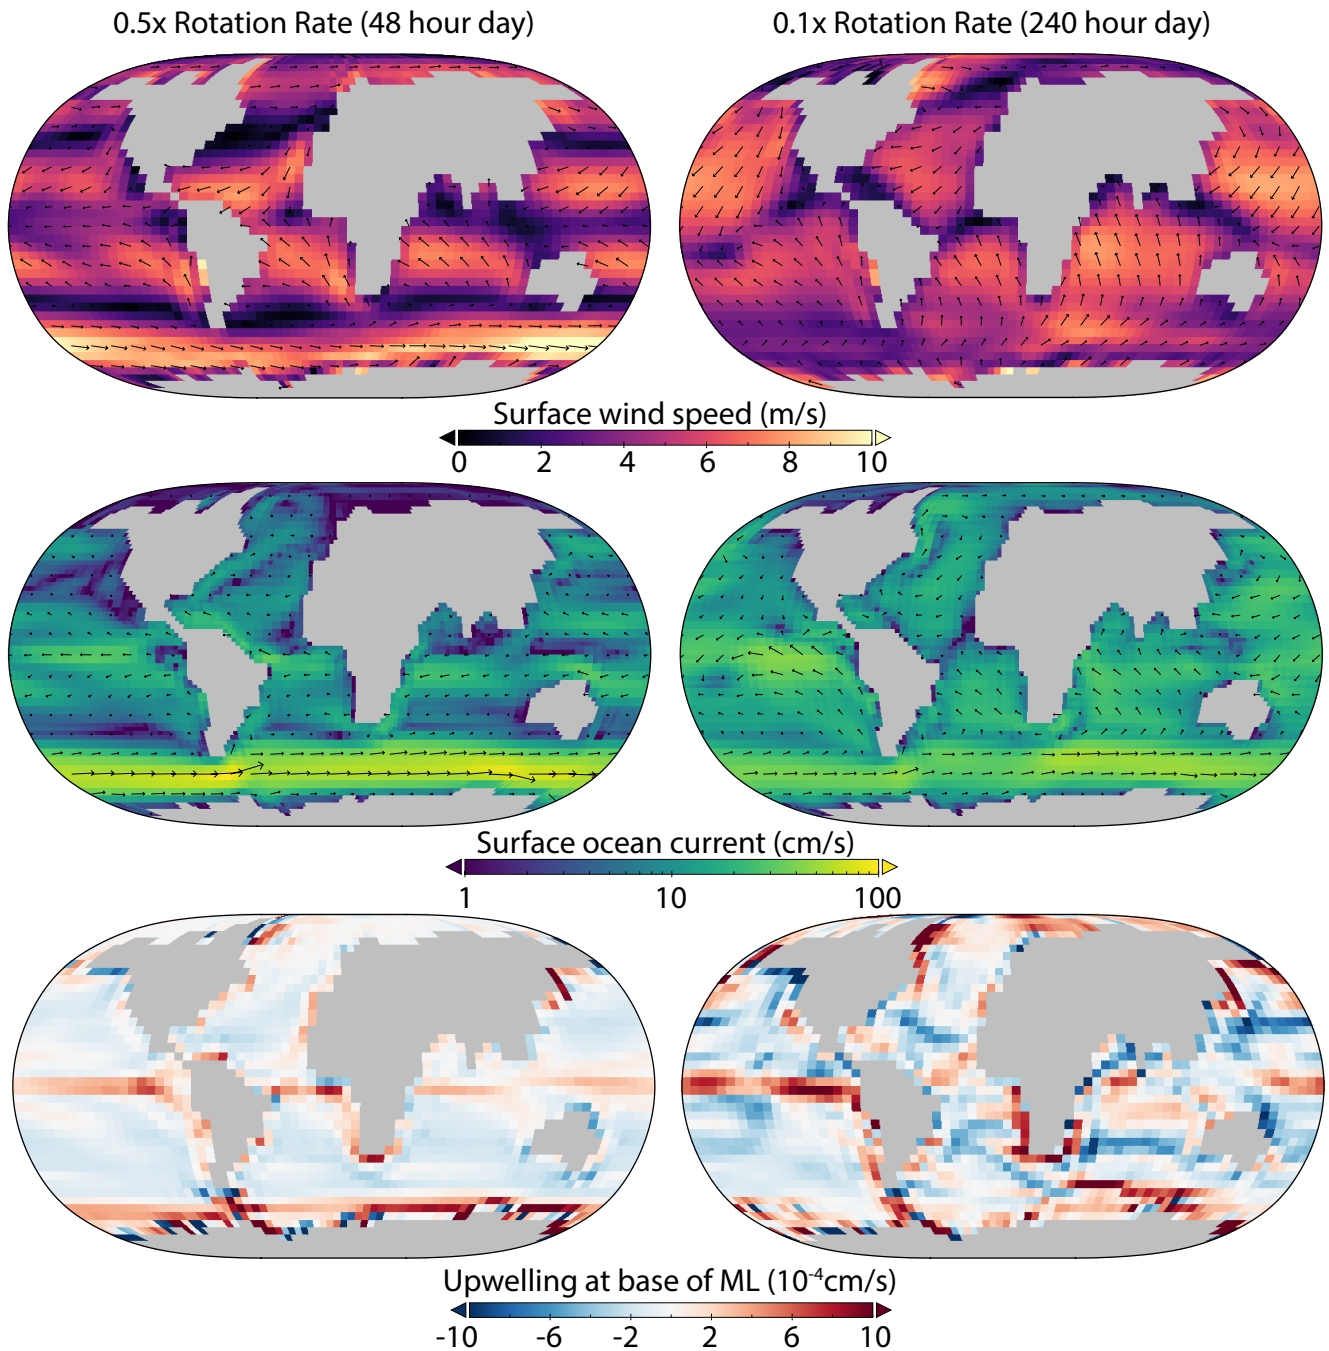 0.5x Rotation Rate (48 hour day)
0.1x Rotation Rate (240 hour day)
Surface wind speed (m/s)
0 2 4 6 8 10
Surface ocean current (cm/s)
1 10 100
Upwelling at base of ML (10⁻⁴cm/s)
-10 -6 -2 2 6 10